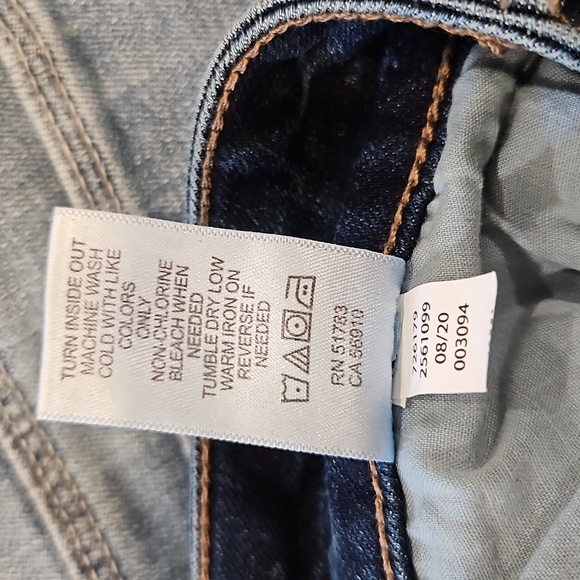 TURN INSIDE OUT
MACHINE WASH
COLD WITH LIKE
COLORS
ONLY
NON-CHLORINE
BLEACH WHEN
NEEDED
TUMBLE DRY LOW
WARM IRON ON
REVERSE IF
NEEDED
RN 51783
CA 56910
726179
2561099
08/20
003094